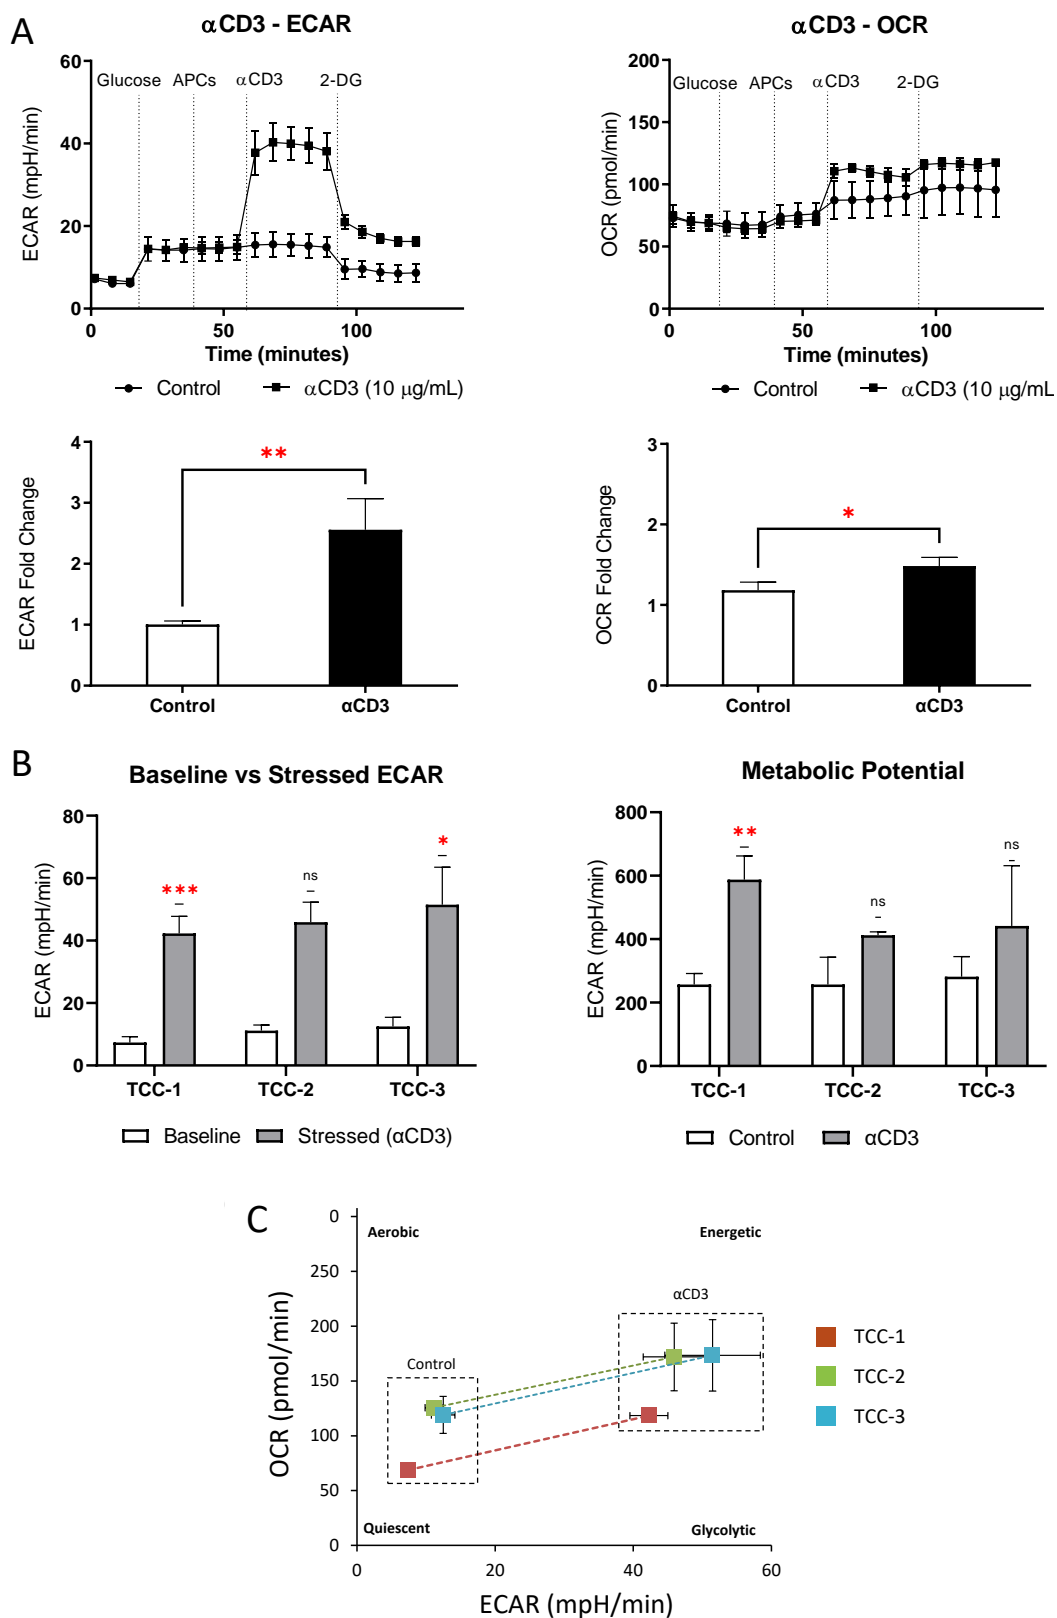 A
αCD3 - ECAR
ECAR (mpH/min)
60
40
20
0
Glucose
APCs
αCD3
2-DG
0
50
100
Time (minutes)
Control
αCD3 (10 μg/mL)
αCD3 - OCR
OCR (pmol/min)
200
150
100
50
0
Glucose
APCs
αCD3
2-DG
0
50
100
Time (minutes)
Control
αCD3 (10 μg/mL
ECAR Fold Change
4
3
2
1
0
**
Control
αCD3
OCR Fold Change
3
2
1
0
*
Control
αCD3
B
Baseline vs Stressed ECAR
ECAR (mpH/min)
80
60
40
20
0
***
ns
*
TCC-1
TCC-2
TCC-3
Baseline
Stressed (αCD3)
Metabolic Potential
ECAR (mpH/min)
800
600
400
200
0
**
ns
ns
TCC-1
TCC-2
TCC-3
Control
αCD3
C
OCR (pmol/min)
0
250
200
150
100
50
0
Aerobic
Energetic
αCD3
Control
Quiescent
Glycolytic
0
20
40
60
ECAR (mpH/min)
TCC-1
TCC-2
TCC-3